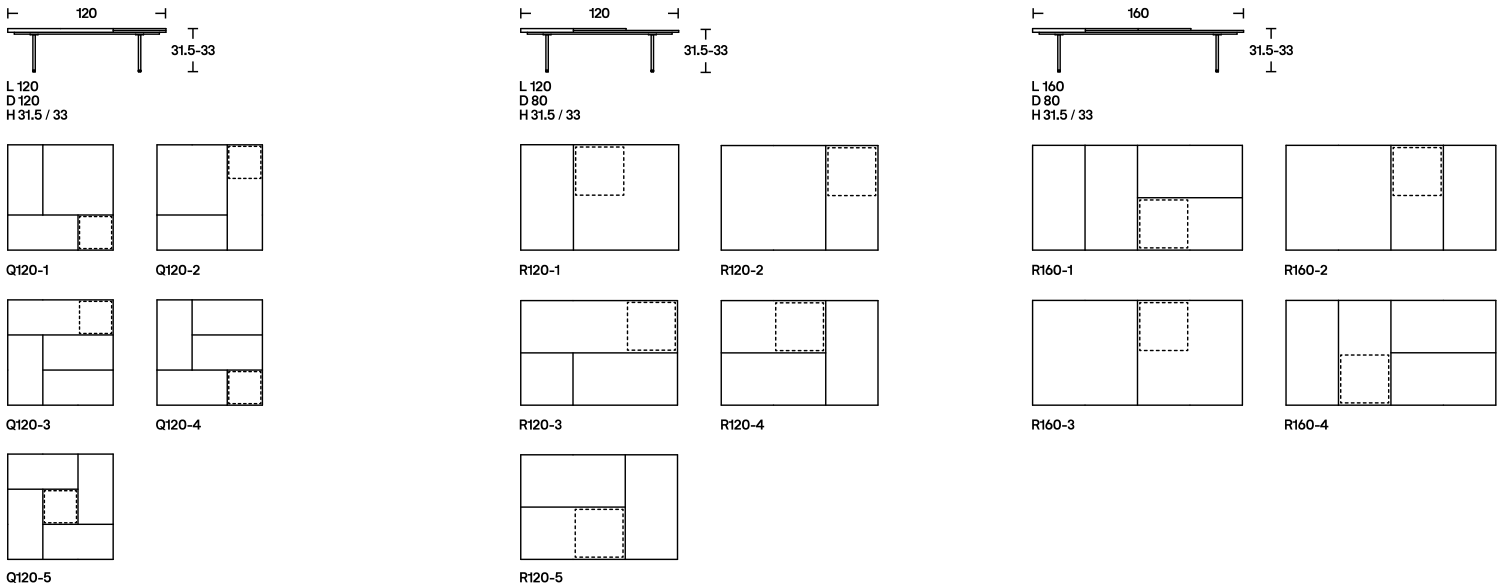 120
31.5-33
L 120
D 120
H 31.5 / 33
Q120-1
Q120-2
Q120-3
Q120-4
Q120-5
120
31.5-33
L 120
D 80
H 31.5 / 33
R120-1
R120-2
R120-3
R120-4
R120-5
160
31.5-33
L 160
D 80
H 31.5 / 33
R160-1
R160-2
R160-3
R160-4